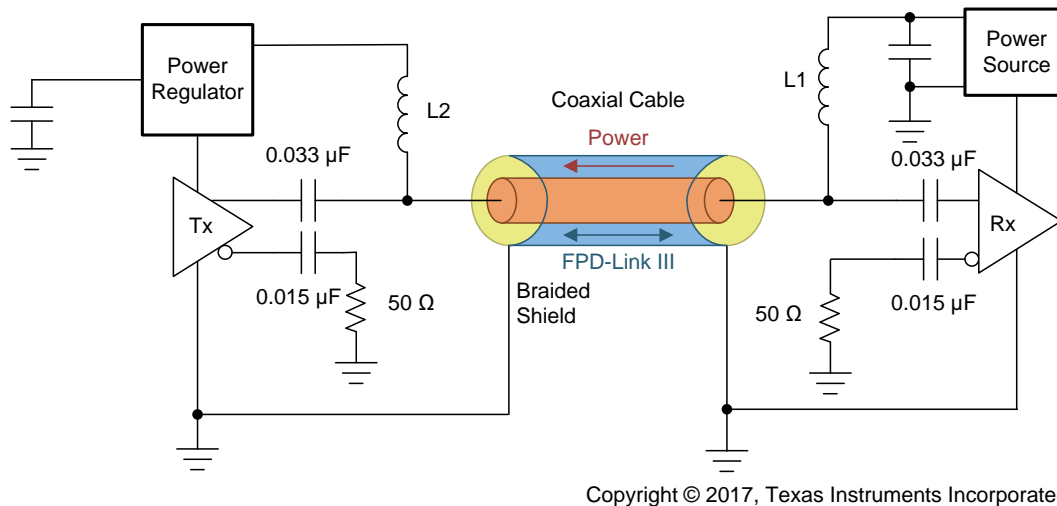 Power
Regulator
L2
0.033 µF
Tx
0.015 µF
50 Ω
Coaxial Cable
Power
FPD-Link III
Braided
Shield
L1
Power
Source
0.033 µF
Rx
0.015 µF
50 Ω
Copyright © 2017, Texas Instruments Incorporate